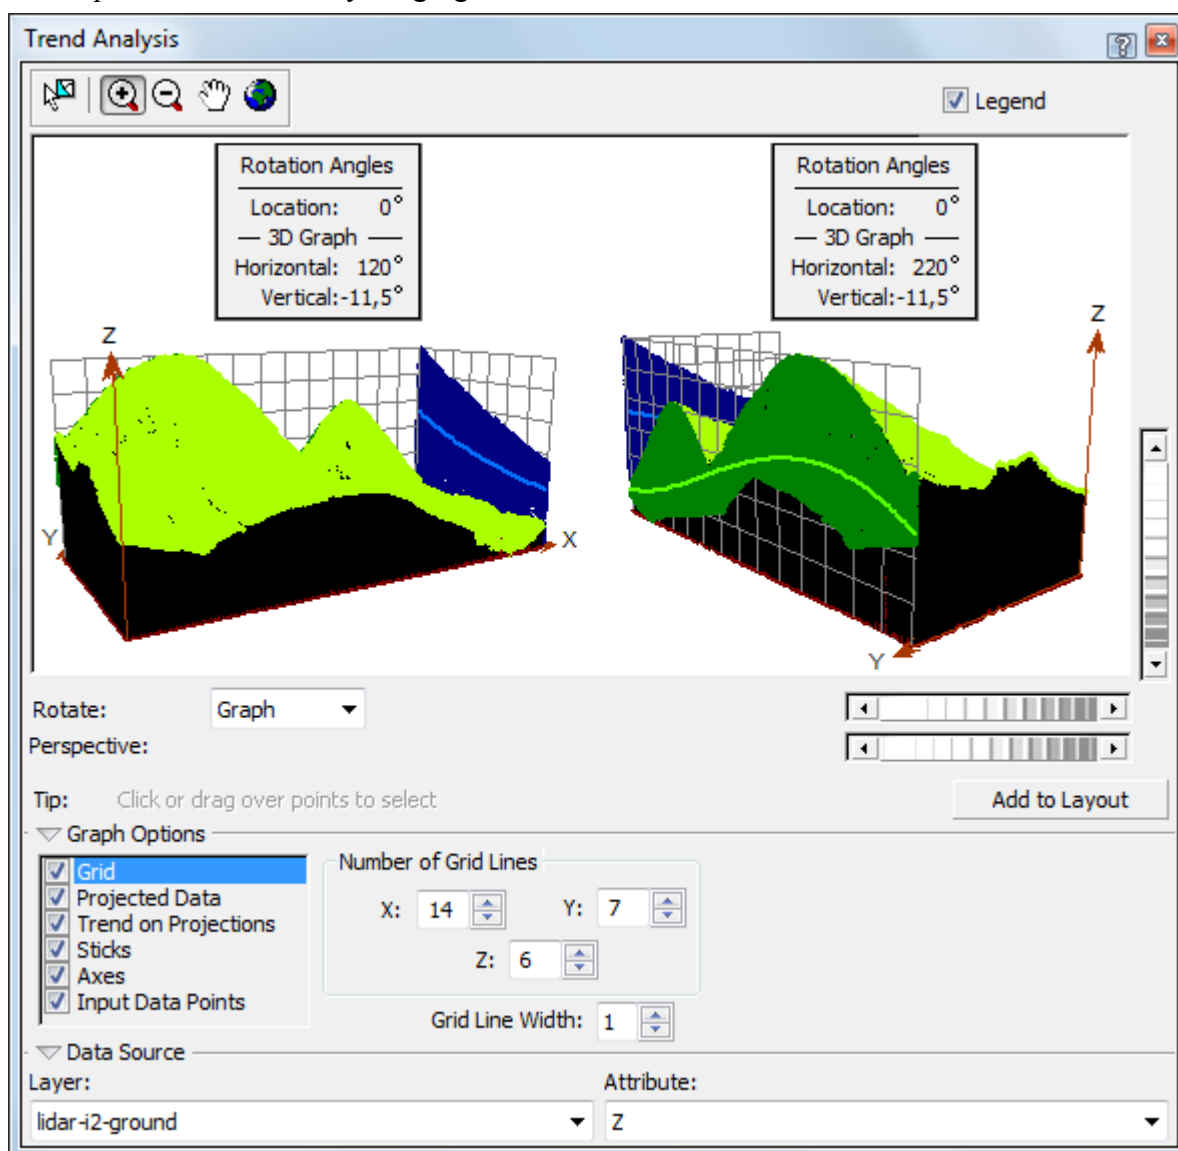 Trend Analysis
Legend
Rotation Angles
Location: 0°
3D Graph
Horizontal: 120°
Vertical:-11,5°
Rotation Angles
Location: 0°
3D Graph
Horizontal: 220°
Vertical:-11,5°
Z
Y
X
Z
Y
Rotate: Graph
Perspective:
Tip: Click or drag over points to select
Add to Layout
Graph Options
Grid
Projected Data
Trend on Projections
Sticks
Axes
Input Data Points
Number of Grid Lines
X: 14 Y: 7
Z: 6
Grid Line Width: 1
Data Source
Layer: Attribute:
lidar-i2-ground Z